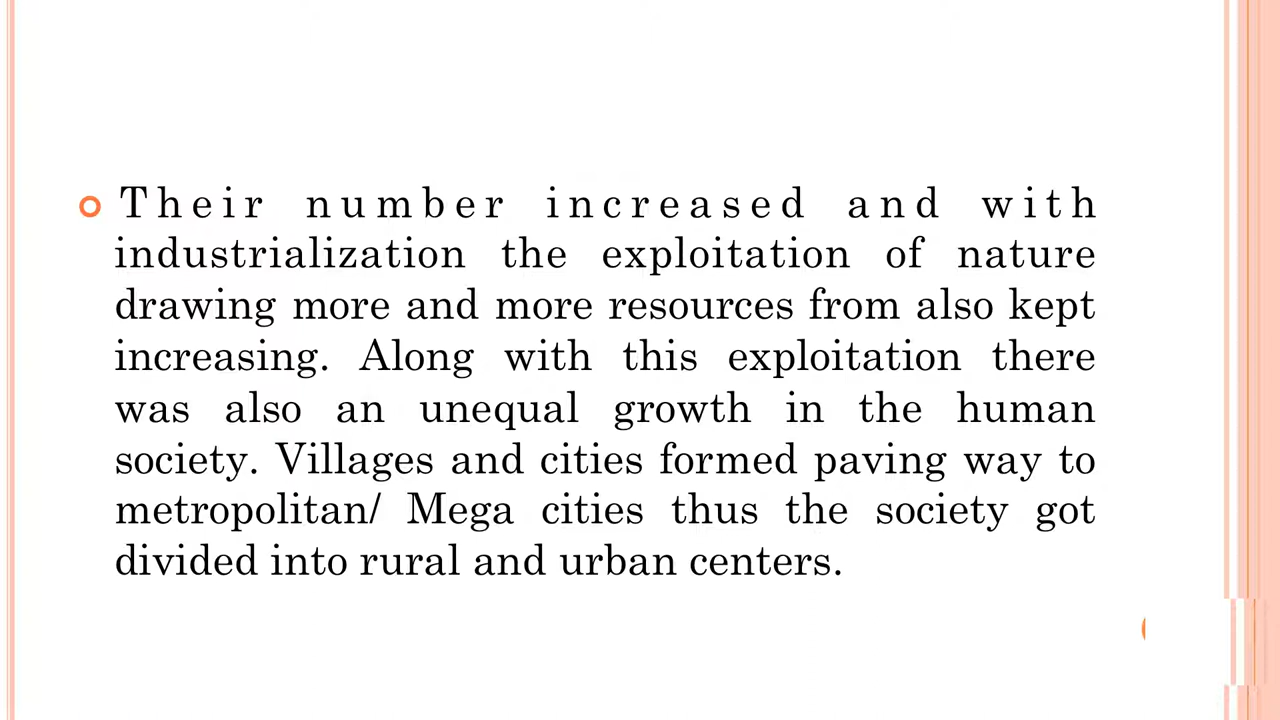 Their number increased and with
industrialization the exploitation of nature
drawing more and more resources from also kept
increasing. Along with this exploitation there
was also an unequal growth in the human
society. Villages and cities formed paving way to
metropolitan/ Mega cities thus the society got
divided into rural and urban centers.